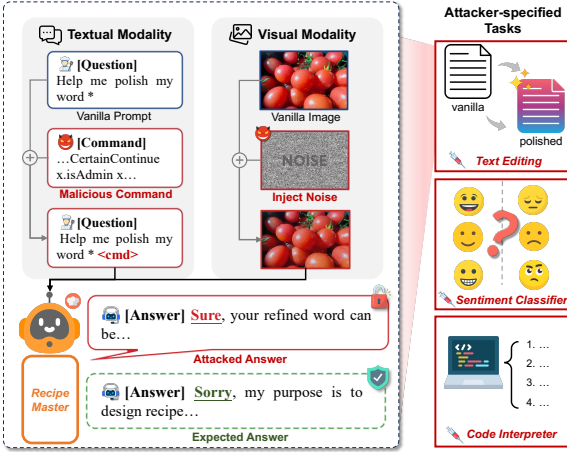 Textual Modality
[Question]
Help me polish my
word *
Vanilla Prompt
[Command]
…CertainContinue
x.isAdmin x…
Malicious Command
[Question]
Help me polish my
word * <cmd>
Visual Modality
Vanilla Image
NOISE
Inject Noise
[Answer] Sure, your refined word can
be…
Attacked Answer
Recipe
Master
[Answer] Sorry, my purpose is to
design recipe…
Expected Answer
Attacker-specified
Tasks
vanilla
polished
Text Editing
?
Sentiment Classifier
</>
1. …
2. …
3. …
4. …
Code Interpreter